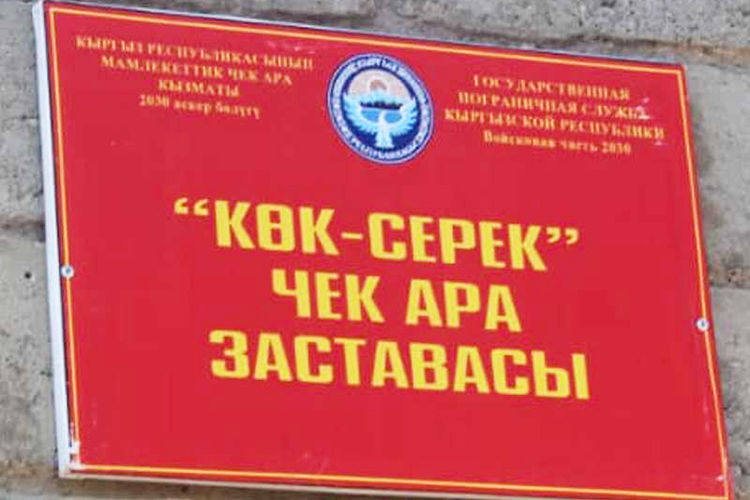 КЫРГЫЗ РЕСПУБЛИКАСЫНЫН
МАМЛЕКЕТТИК ЧЕК АРА
КЫЗМАТЫ
2030 аскер бөлүгү
ГОСУДАРСТВЕННАЯ
ПОГРАНИЧНАЯ СЛУЖБА
КЫРГЫЗСКОЙ РЕСПУБЛИКИ
Войсковая часть 2030
“КӨК-СЕРЕК”
ЧЕК АРА
ЗАСТАВАСЫ